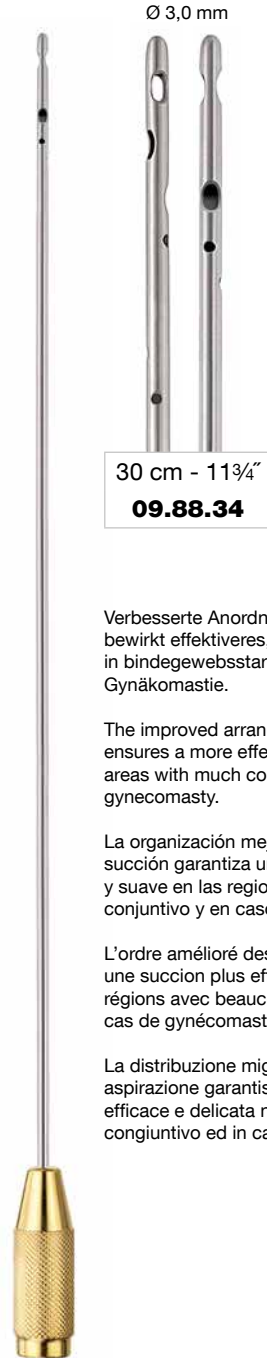 Ø 3,0 mm
30 cm - 11¾˝
09.88.34
Verbesserte Anordn
bewirkt effektiveres,
in bindegewebsstar
Gynäkomastie.
The improved arran
ensures a more effe
areas with much co
gynecomasty.
La organización mej
succión garantiza u
y suave en las regio
conjuntivo y en caso
L’ordre amélioré des
une succion plus ef
régions avec beauc
cas de gynécomast
La distribuzione mig
aspirazione garantis
efficace e delicata n
congiuntivo ed in ca